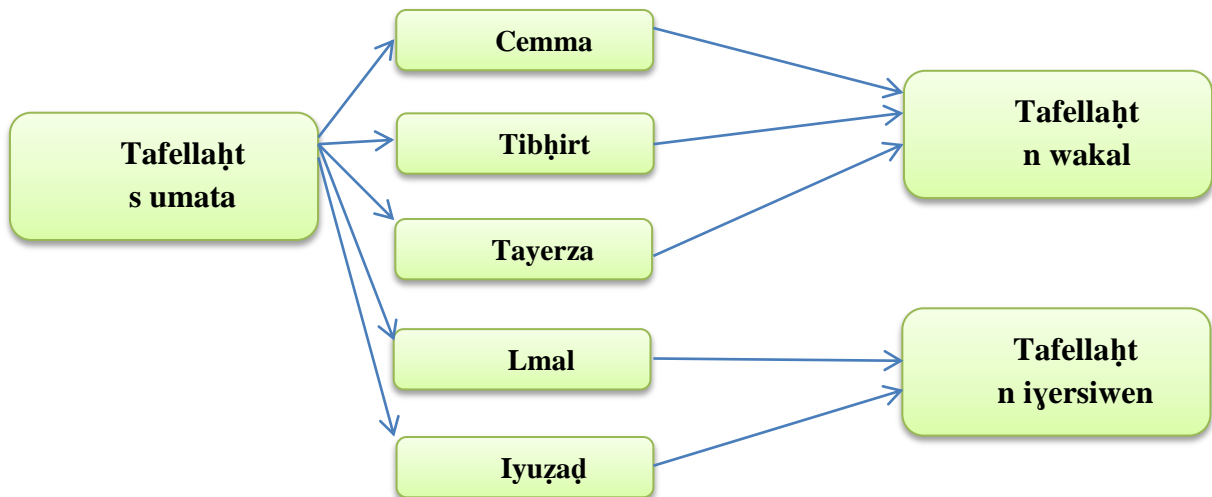 Tafellaḥt
s umata
Cemma
Tibḥirt
Tayerza
Lmal
Iyuẓaḍ
Tafellaḥt
n wakal
Tafellaḥt
n iɣersiwen